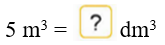 5 m³ = ? dm³